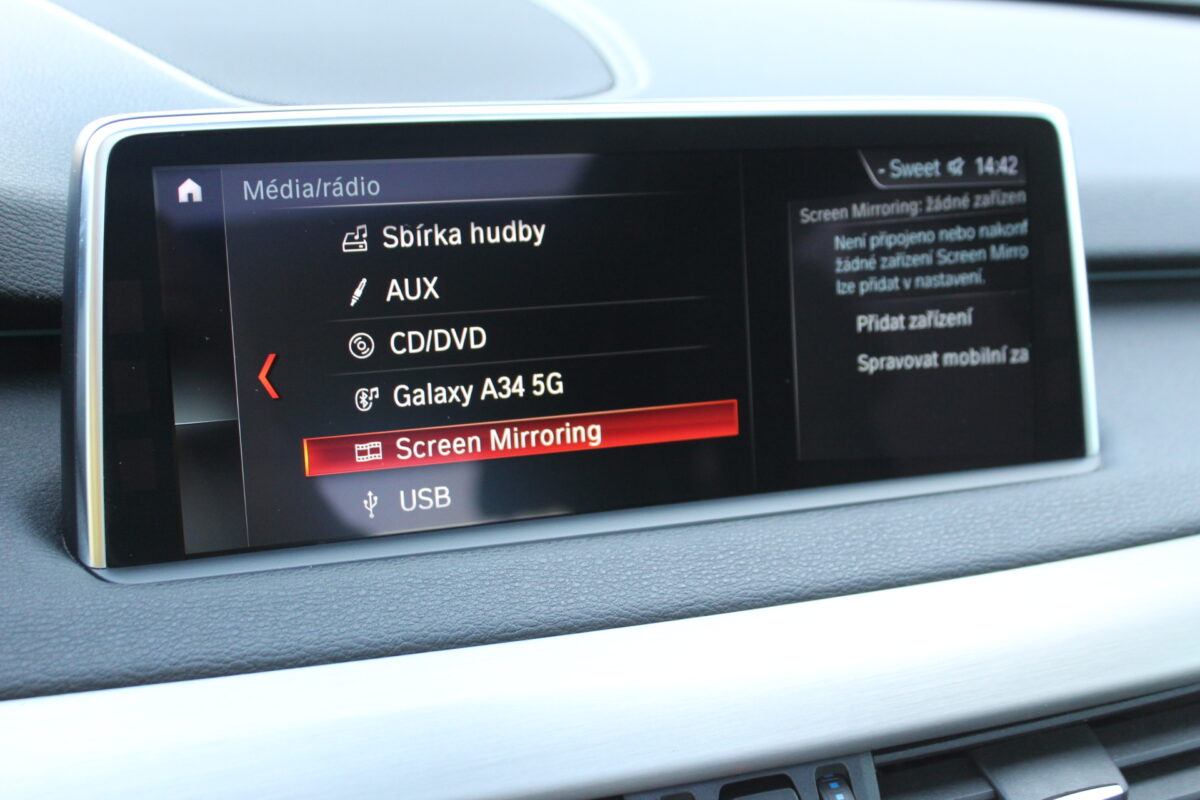 Média/rádio
- Sweet 14:42
Sbírka hudby
AUX
CD/DVD
Galaxy A34 5G
Screen Mirroring
USB
Screen Mirroring: žádné zařízen
Není připojeno nebo nakonf
žádné zařízení Screen Mirro
lze přidat v nastavení.
Přidat zařízení
Spravovat mobilní za